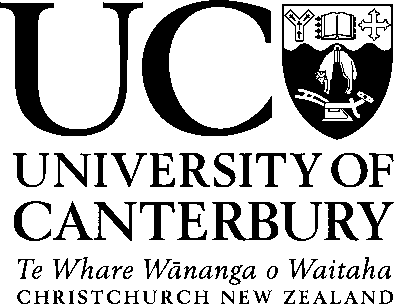 UC
UNIVERSITY OF
CANTERBURY
Te Whare Wānanga o Waitaha
CHRISTCHURCH NEW ZEALAND